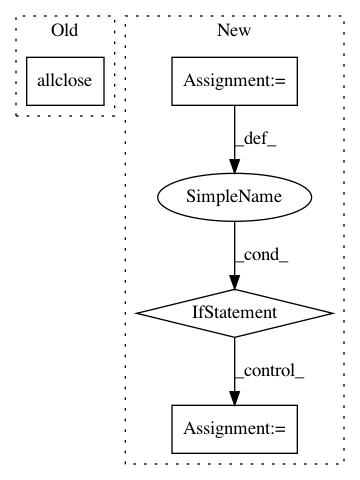 Old
New
allclose
Assignment:=
_def_
SimpleName
_cond_
IfStatement
_control_
Assignment:=